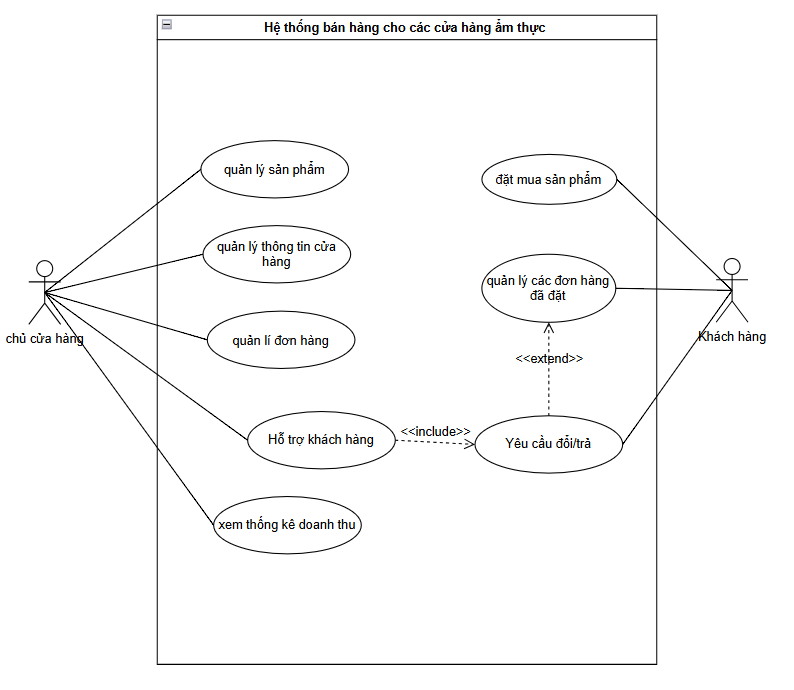 Hệ thống bán hàng cho các cửa hàng ẩm thực
quản lý sản phẩm
đặt mua sản phẩm
quản lý thông tin cửa
hàng
quản lý các đơn hàng
đã đặt
chủ cửa hàng
Khách hàng
quản lí đơn hàng
<<extend>>
Hỗ trợ khách hàng
<<include>>
Yêu cầu đổi/trả
xem thống kê doanh thu